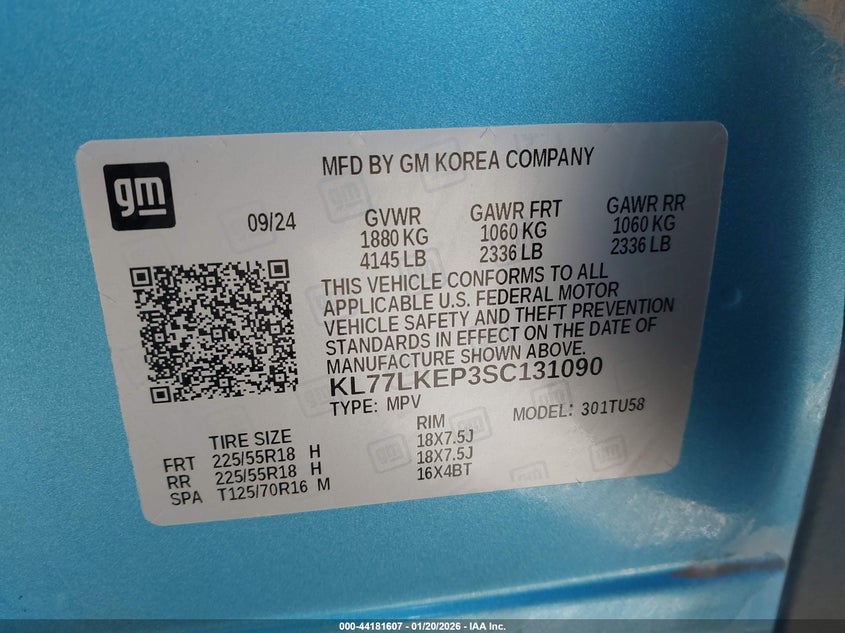 gm
MFD BY GM KOREA COMPANY
09/24
GVWR
1880 KG
4145 LB
GAWR FRT
1060 KG
2336 LB
GAWR RR
1060 KG
2336 LB
THIS VEHICLE CONFORMS TO ALL
APPLICABLE U.S. FEDERAL MOTOR
VEHICLE SAFETY AND THEFT PREVENTION
STANDARDS IN EFFECT ON THE DATE OF
MANUFACTURE SHOWN ABOVE.
KL77LKEP3SC131090
TYPE: MPV
MODEL: 301TU58
TIRE SIZE
RIM
FRT 225/55R18 H 18X7.5J
RR 225/55R18 H 18X7.5J
SPA T125/70R16 M 16X4BT
000-44181607 — 01/20/2026 - IAA Inc.